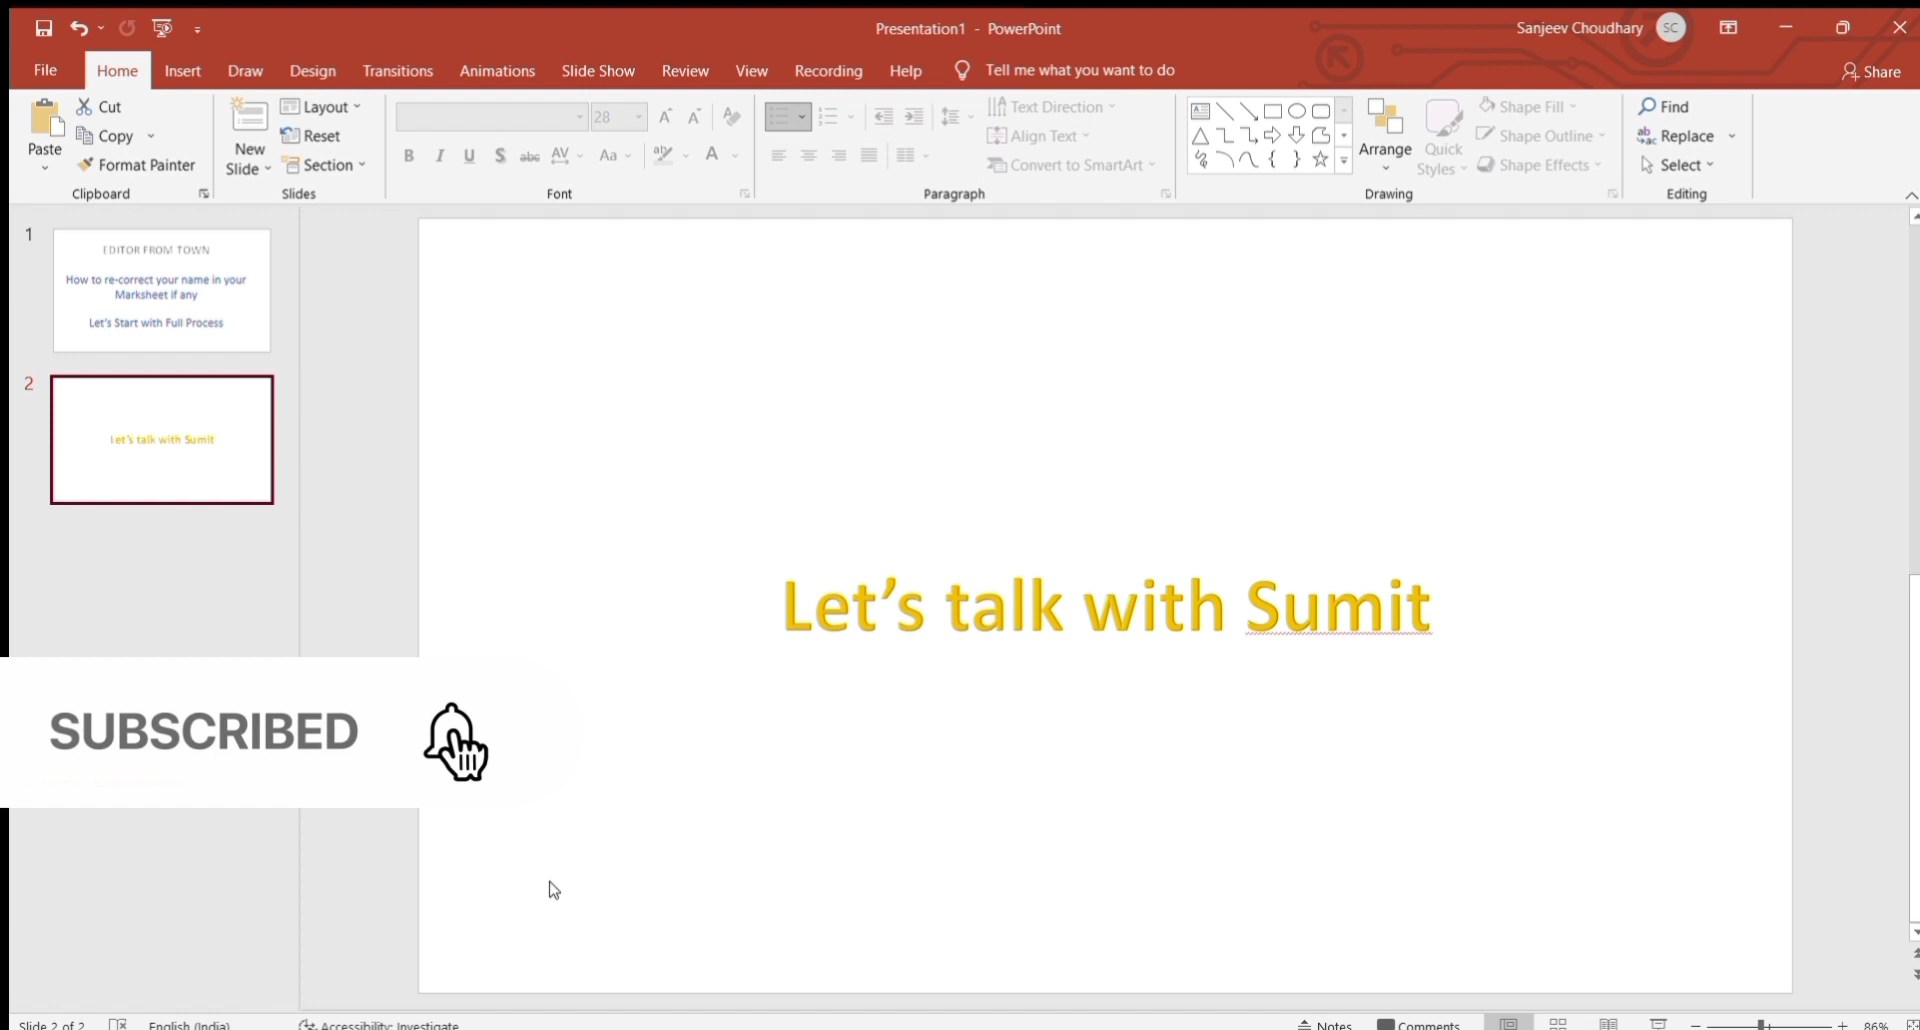 Presentation1 - PowerPoint
Sanjeev Choudhary SC
File Home Insert Draw Design Transitions Animations Slide Show Review View Recording Help Tell me what you want to do Share
Paste
Cut
Copy
Format Painter
Clipboard
New Slide
Layout
Reset
Section
Slides
28
B I U S abc AV Aa A
Font
Text Direction
Align Text
Convert to SmartArt
Paragraph
Arrange
Quick Styles
Shape Fill
Shape Outline
Shape Effects
Drawing
Find
Replace
Select
Editing
1
EDITOR FROM TOWN
How to re-correct your name in your
Marksheet if any
Let's Start with Full Process
2
Let's talk with Sumit
Let’s talk with Sumit
SUBSCRIBED
Slide 2 of 2 English (India) Accessibility: Investigate Notes Comments 86%